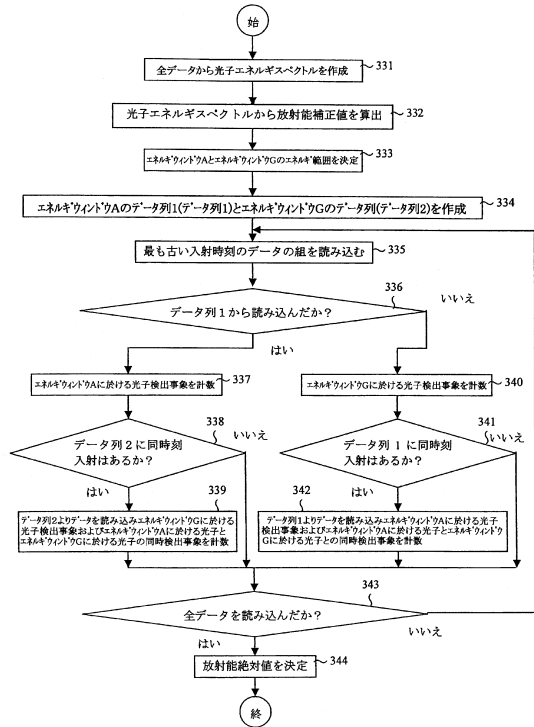 始
全データから光子エネルギスペクトルを作成
331
光子エネルギスペクトルから放射能補正値を算出
332
エネルギウィンドウAとエネルギウィンドウGのエネルギ範囲を決定
333
エネルギウィンドウAのデータ列1(データ列1)とエネルギウィンドウGのデータ列(データ列2)を作成
334
最も古い入射時刻のデータの組を読み込む
335
336
データ列1から読み込んだか?
いいえ
はい
エネルギウィンドウAに於ける光子検出事象を計数
337
エネルギウィンドウGに於ける光子検出事象を計数
340
338
データ列2に同時刻
入射はあるか?
いいえ
はい
341
データ列1に同時刻
入射はあるか?
いいえ
はい
339
データ列2よりデータを読み込みエネルギウィンドウGに於ける
光子検出事象およびエネルギウィンドウAに於ける光子と
エネルギウィンドウGに於ける光子の同時検出事象を計数
342
データ列1よりデータを読み込みエネルギウィンドウAに於ける光子
検出事象およびエネルギウィンドウAに於ける光子とエネルギウィンドウ
Gに於ける光子との同時検出事象を計数
343
全データを読み込んだか?
いいえ
はい
放射能絶対値を決定
344
終